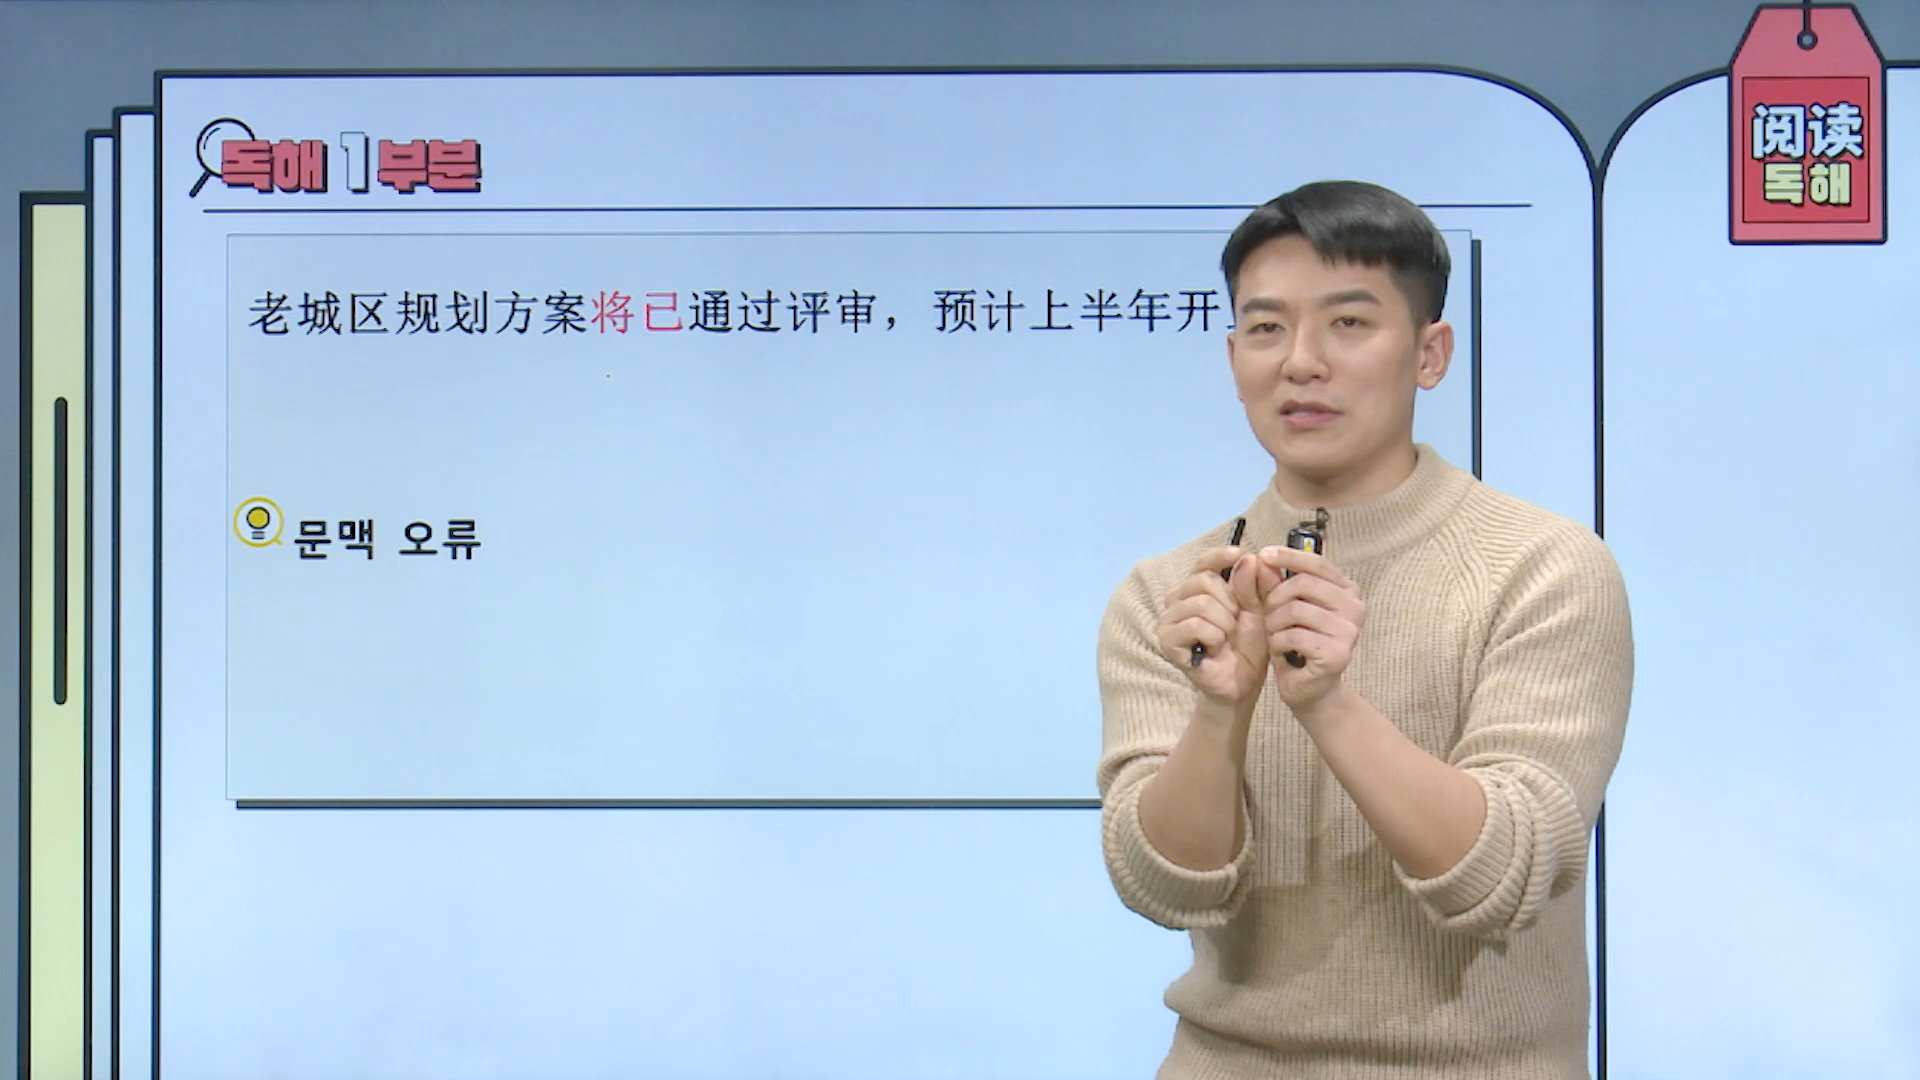 阅读
독해
독해 1 부분
老城区规划方案将已通过评审，预计上半年开
문맥 오류